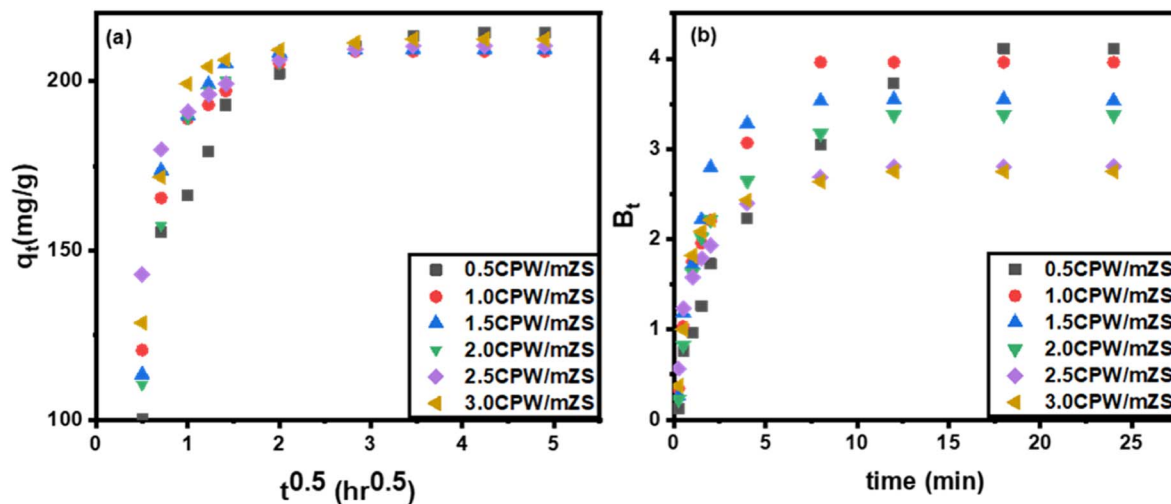 (a)
200
150
100
qt(mg/g)
0 1 2 3 4 5
t^0.5 (hr^0.5)
0.5CPW/mZS
1.0CPW/mZS
1.5CPW/mZS
2.0CPW/mZS
2.5CPW/mZS
3.0CPW/mZS
(b)
4
3
2
1
0
Bt
0 5 10 15 20 25
time (min)
0.5CPW/mZS
1.0CPW/mZS
1.5CPW/mZS
2.0CPW/mZS
2.5CPW/mZS
3.0CPW/mZS